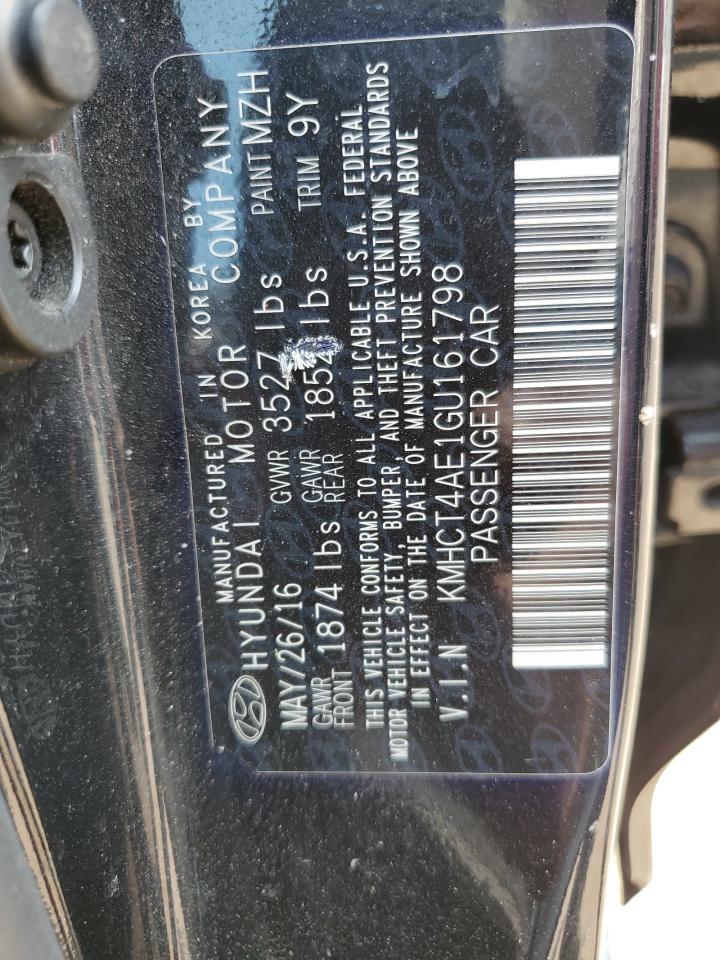 MANUFACTURED IN KOREA BY
HYUNDAI MOTOR COMPANY
MAY/26/16 GVWR 3527 lbs PAINT MZH
GAWR FRONT 1874 lbs GAWR REAR 1852 lbs TRIM 9Y
THIS VEHICLE CONFORMS TO ALL APPLICABLE U.S.A. FEDERAL
MOTOR VEHICLE SAFETY, BUMPER, AND THEFT PREVENTION STANDARDS
IN EFFECT ON THE DATE OF MANUFACTURE SHOWN ABOVE
V.I.N KMHCT4AE1GU161798
PASSENGER CAR